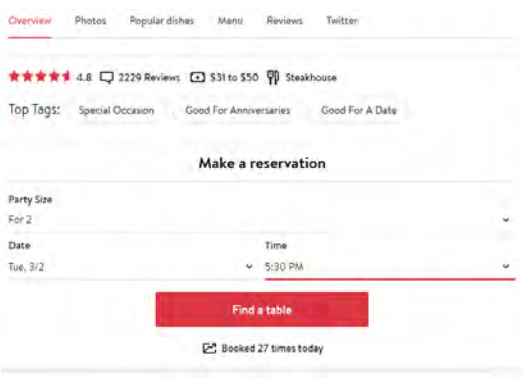 Overview Photos Popular dishes Menu Reviews Twitter
4.8 2229 Reviews $31 to $50 Steakhouse
Top Tags: Special Occasion Good For Anniversaries Good For A Date
Make a reservation
Party Size
For 2
Date Time
Tue, 3/2 5:30 PM
Find a table
Booked 27 times today